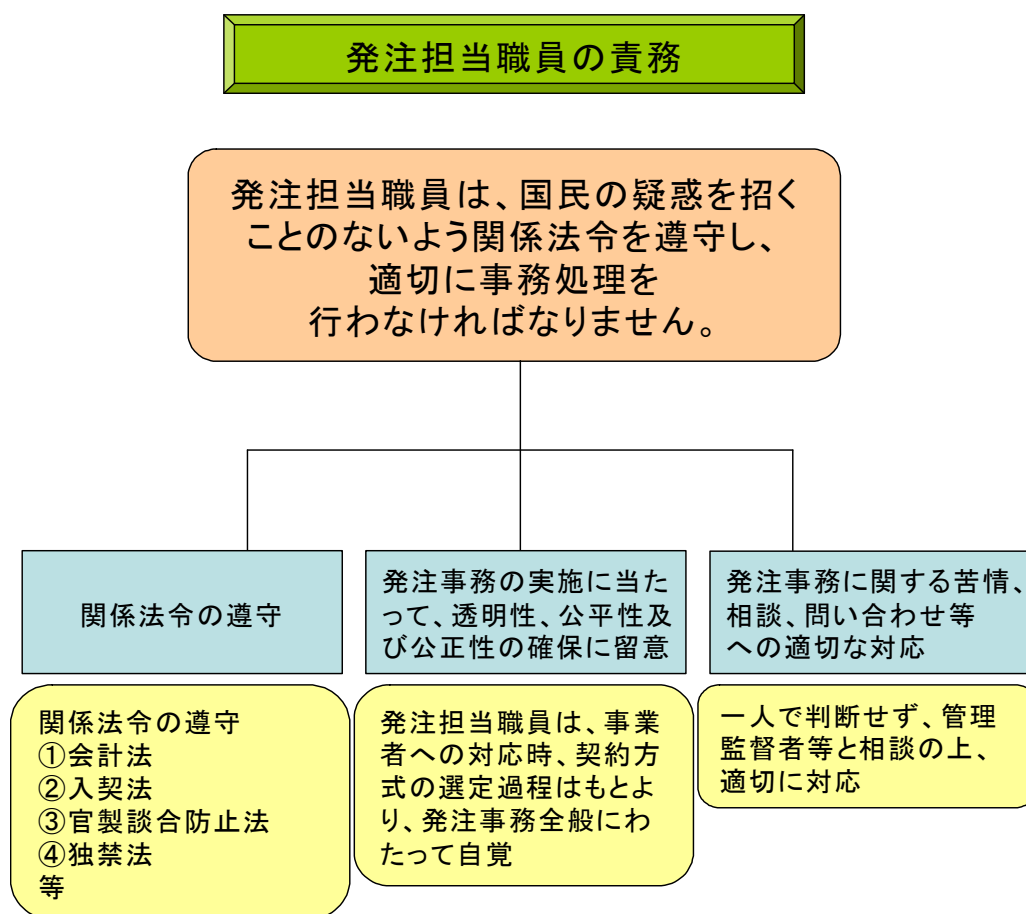 発注担当職員の責務
発注担当職員は、国民の疑惑を招く
ことのないよう関係法令を遵守し、
適切に事務処理を
行わなければなりません。
関係法令の遵守
発注事務の実施に当た
って、透明性、公平性及
び公正性の確保に留意
発注事務に関する苦情、
相談、問い合わせ等
への適切な対応
関係法令の遵守
①会計法
②入契法
③官製談合防止法
④独禁法
等
発注担当職員は、事業
者への対応時、契約方
式の選定過程はもとよ
り、発注事務全般にわ
たって自覚
一人で判断せず、管理
監督者等と相談の上、
適切に対応